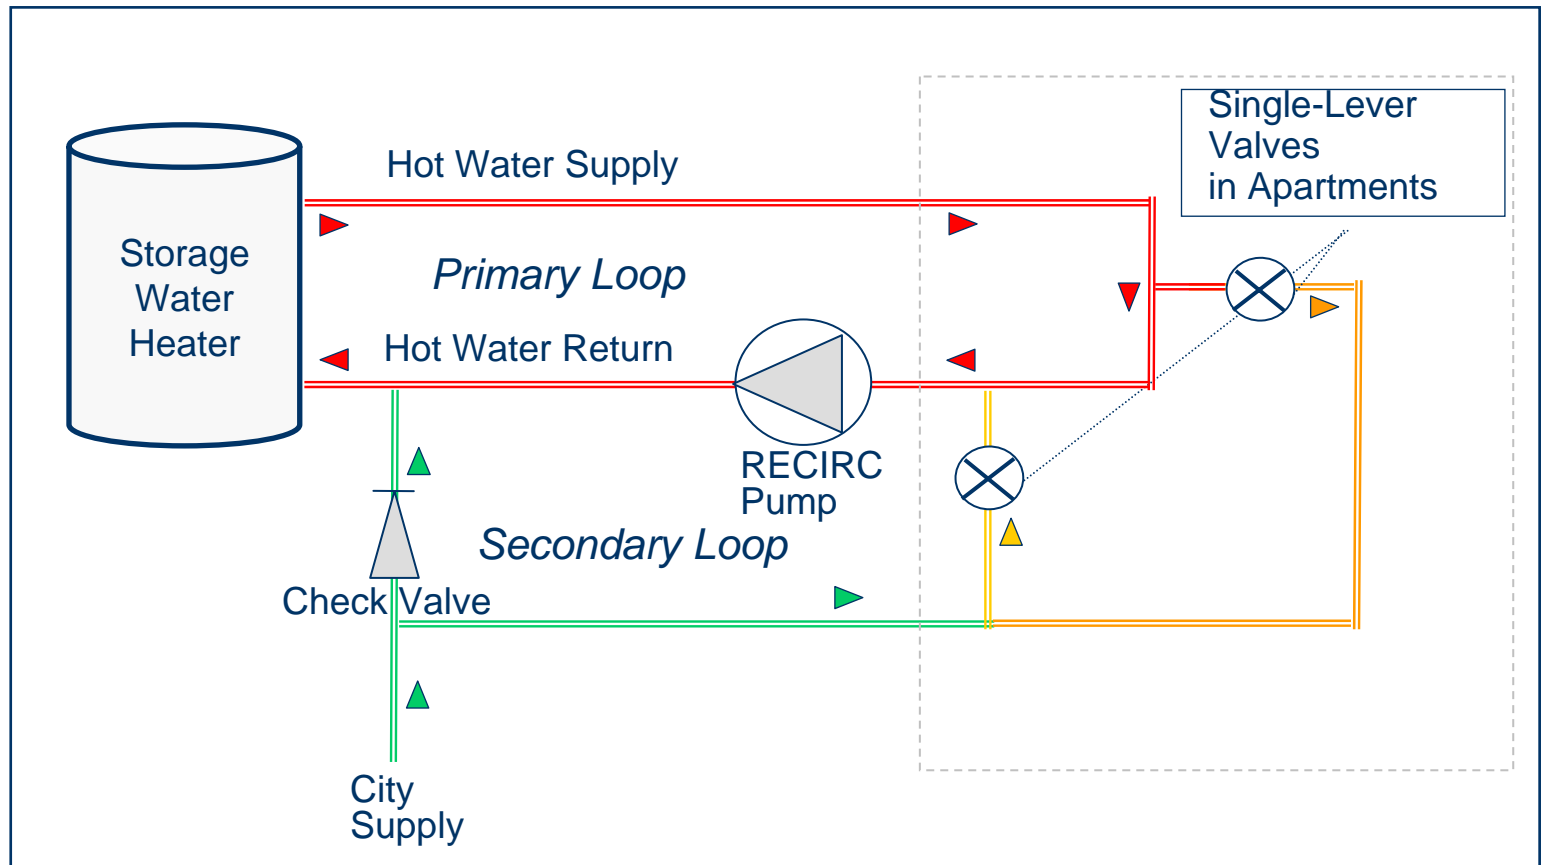 Single-Lever
Valves
in Apartments
Hot Water Supply
Storage
Water
Heater
Primary Loop
Hot Water Return
RECIRC
Pump
Secondary Loop
Check Valve
City
Supply